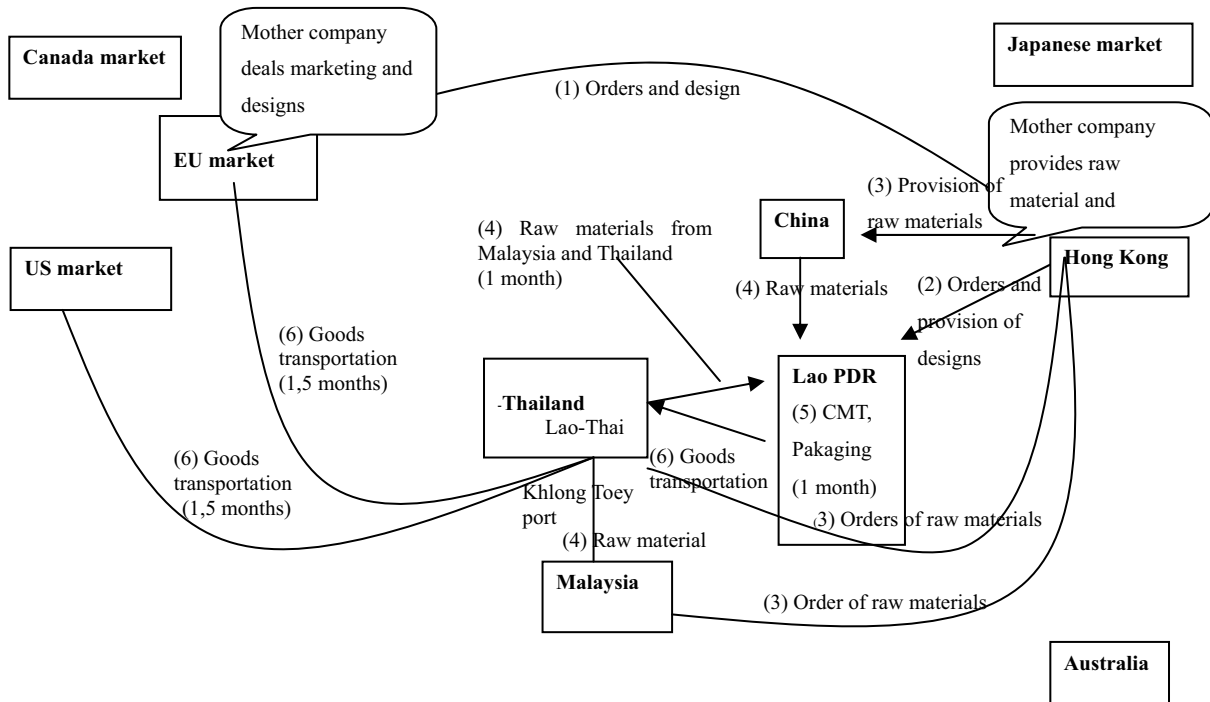 Canada market
Mother company
deals marketing and
designs
EU market
US market
(1) Orders and design
Japanese market
Mother company
provides raw
material and
Hong Kong
(3) Provision of
raw materials
China
(4) Raw materials from
Malaysia and Thailand
(1 month)
(4) Raw materials
(2) Orders and
provision of
designs
(6) Goods
transportation
(1,5 months)
(6) Goods
transportation
(1,5 months)
-Thailand
Lao-Thai
Lao PDR
(5) CMT,
Pakaging
(1 month)
(6) Goods
transportation
Khlong Toey
port
(3) Orders of raw materials
(4) Raw material
Malaysia
(3) Order of raw materials
Australia